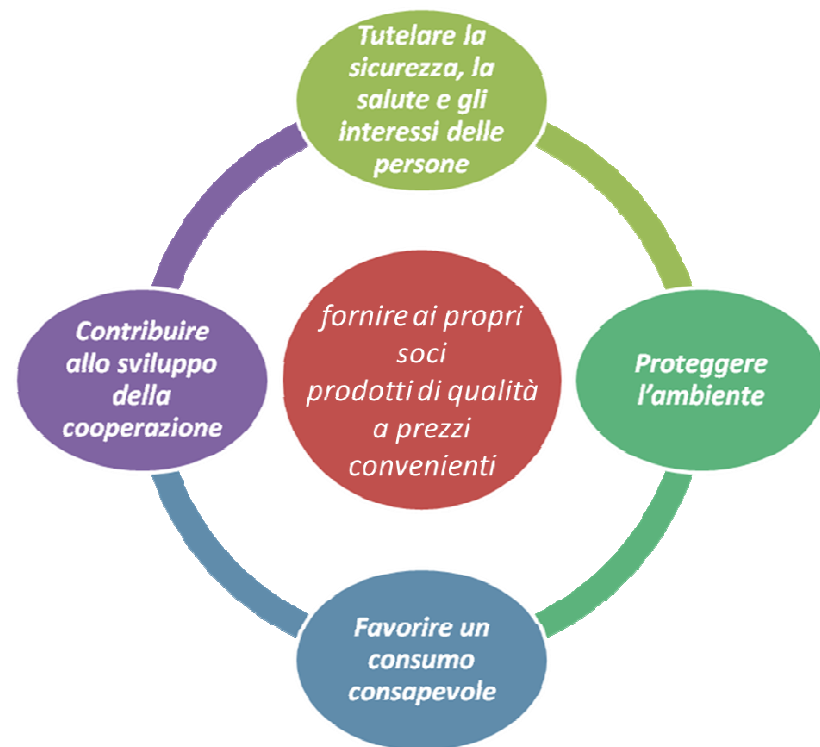 Tutelare la
sicurezza, la
salute e gli
interessi delle
persone
Contribuire
allo sviluppo
della
cooperazione
fornire ai propri
soci
prodotti di qualità
a prezzi
convenienti
Proteggere
l'ambiente
Favorire un
consumo
consapevole